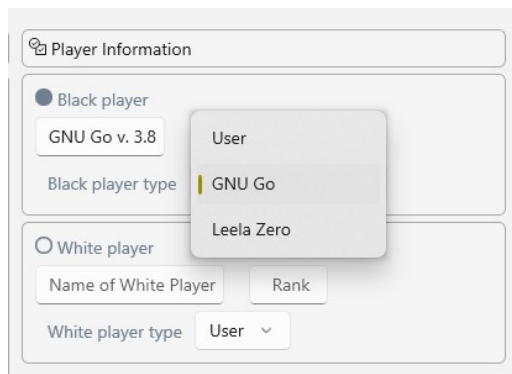 Player Information
Black player
GNU Go v. 3.8
User
Black player type
GNU Go
Leela Zero
White player
Name of White Player Rank
White player type User